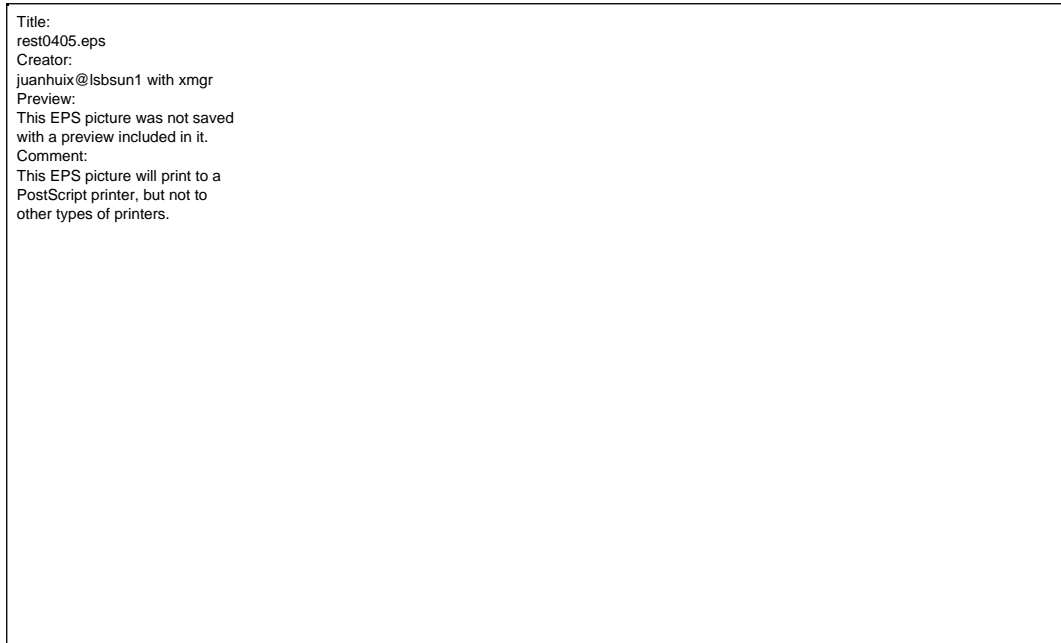 Title:
rest0405.eps
Creator:
juanhuix@lsbsun1 with xmgr
Preview:
This EPS picture was not saved
with a preview included in it.
Comment:
This EPS picture will print to a
PostScript printer, but not to
other types of printers.